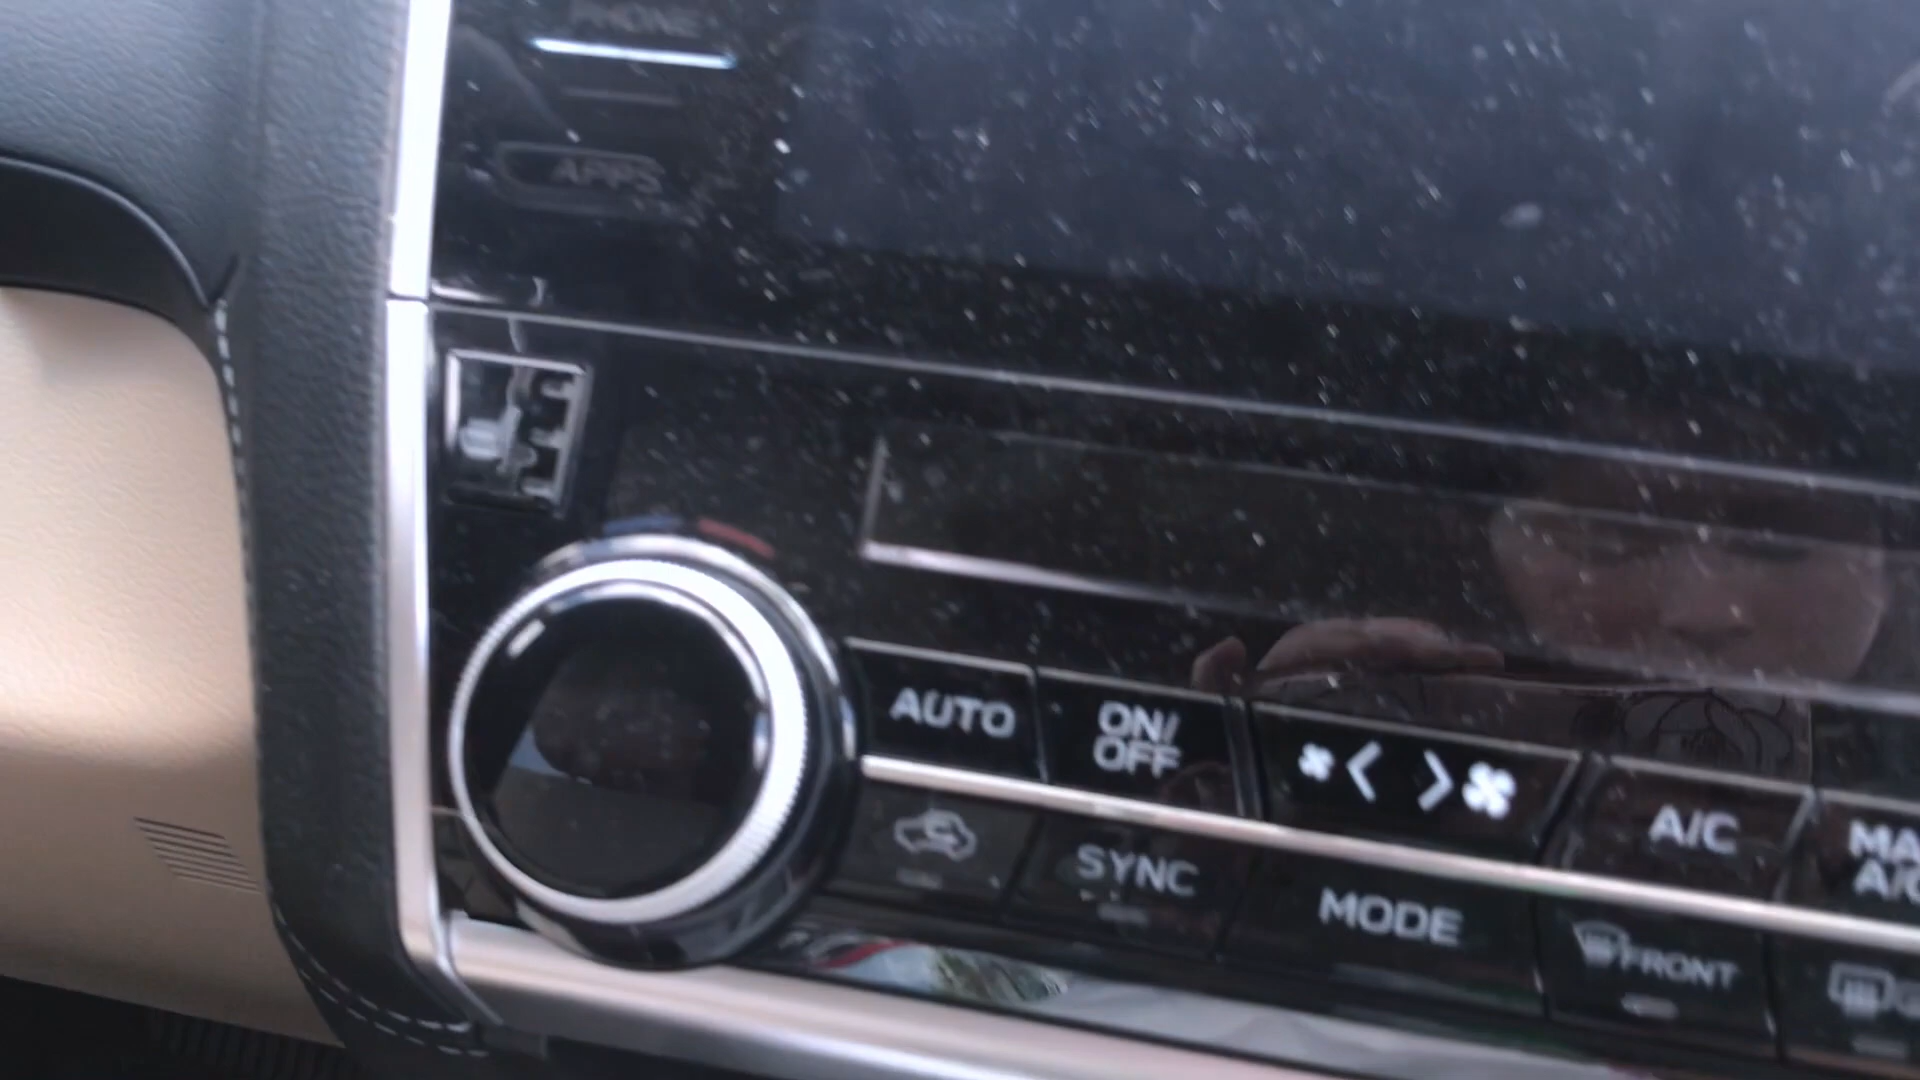 PHONE
APPS
AUTO
ON/
OFF
A/C
SYNC
MODE
FRONT